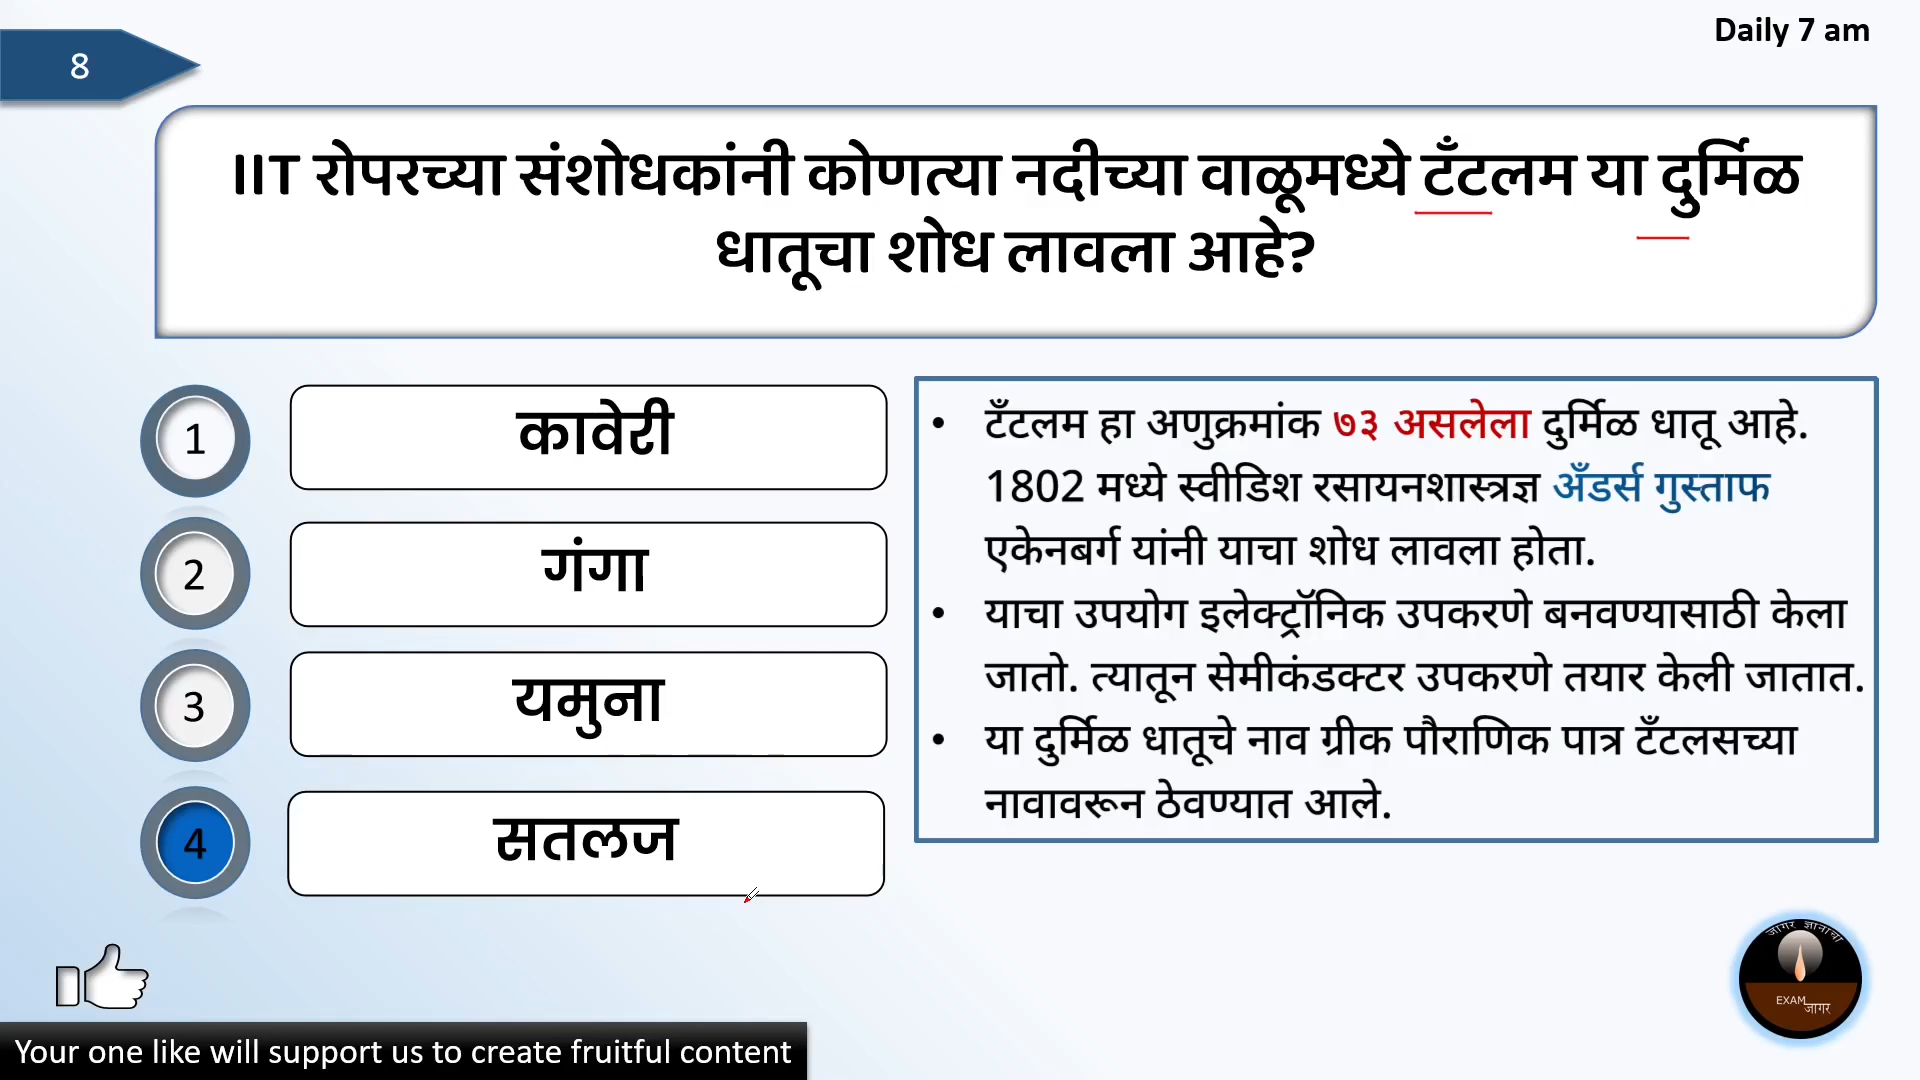 Daily 7 am
8
IIT रोपरच्या संशोधकांनी कोणत्या नदीच्या वाळूमध्ये टँटलम या दुर्मिळ
धातूचा शोध लावला आहे?
1
कावेरी
2
गंगा
3
यमुना
4
सतलज
• टँटलम हा अणुक्रमांक ७३ असलेला दुर्मिळ धातू आहे.
1802 मध्ये स्वीडिश रसायनशास्त्रज्ञ अँडर्स गुस्ताफ
एकेनबर्ग यांनी याचा शोध लावला होता.
• याचा उपयोग इलेक्ट्रॉनिक उपकरणे बनवण्यासाठी केला
जातो. त्यातून सेमीकंडक्टर उपकरणे तयार केली जातात.
• या दुर्मिळ धातूचे नाव ग्रीक पौराणिक पात्र टँटलसच्या
नावावरून ठेवण्यात आले.
जागर ज्ञानाचा
EXAM जागर
Your one like will support us to create fruitful content